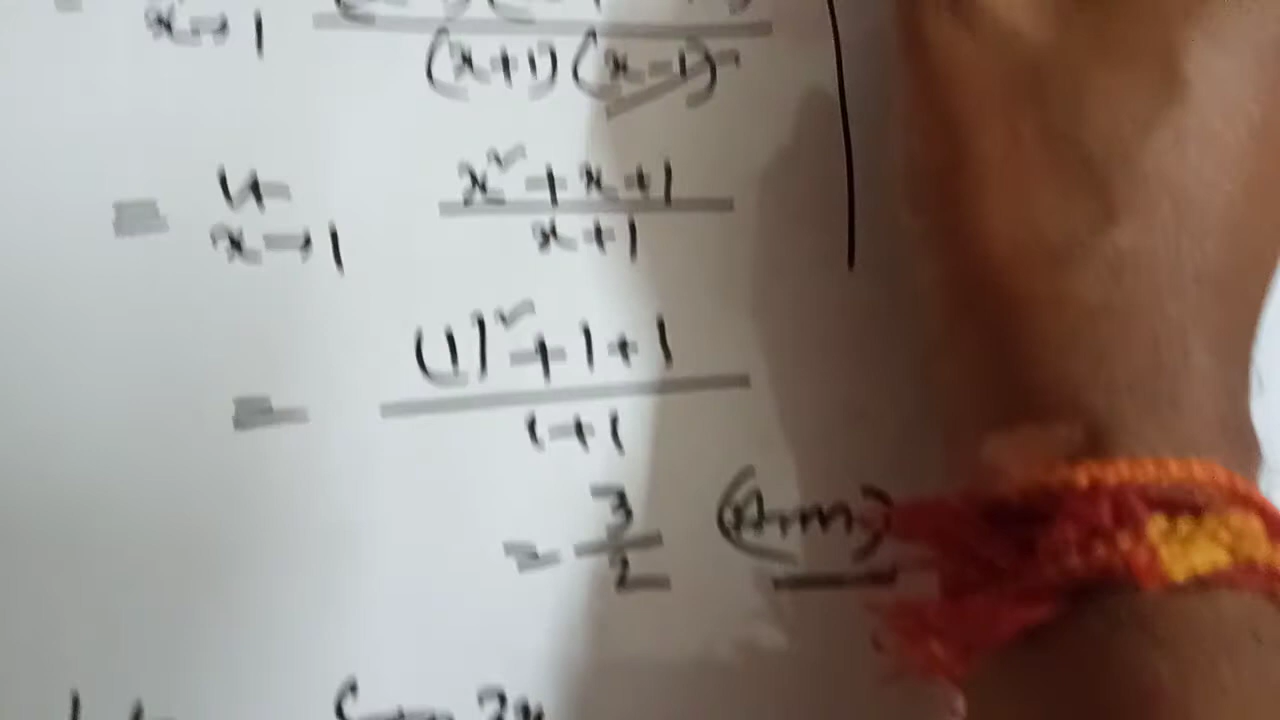 x→1 (x+1)(x-1)
= lt x→1 x²+x+1 / x+1
= (1)²+1+1 / 1+1
= 3/2 (Ans)